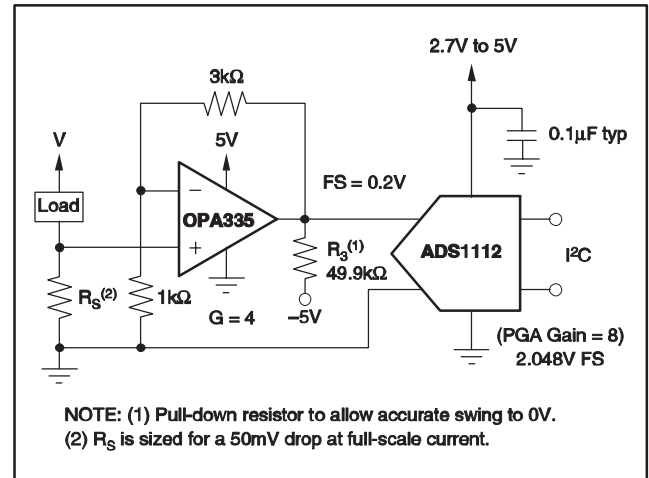 2.7V to 5V
3kΩ
0.1µF typ
V
5V
FS = 0.2V
Load
−
OPA335
+
R3(1)
49.9kΩ
ADS1112
I²C
RS(2)
1kΩ
G = 4
–5V
(PGA Gain = 8)
2.048V FS
NOTE: (1) Pull-down resistor to allow accurate swing to 0V.
(2) RS is sized for a 50mV drop at full-scale current.